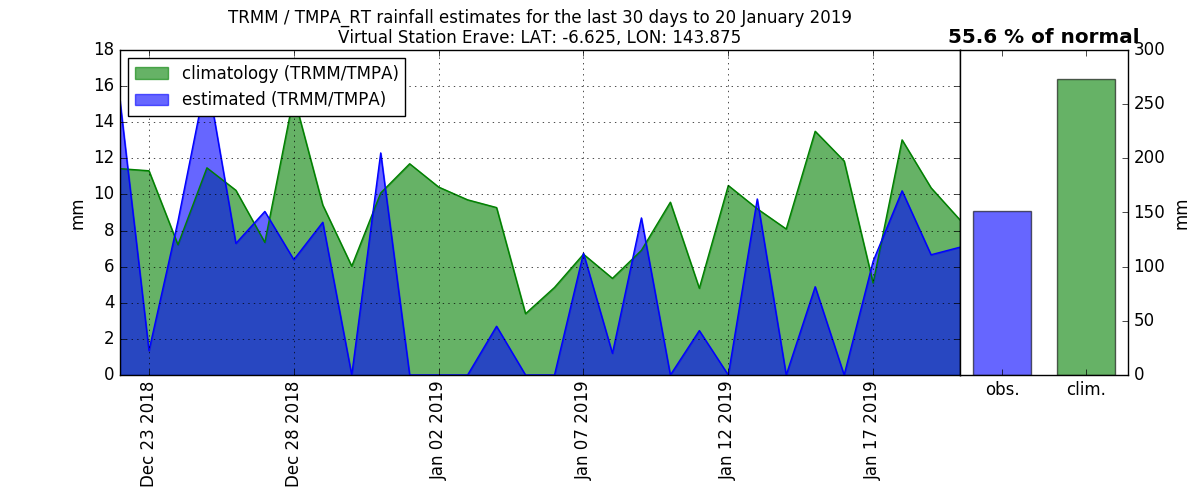 TRMM / TMPA_RT rainfall estimates for the last 30 days to 20 January 2019
Virtual Station Erave: LAT: -6.625, LON: 143.875
55.6 % of normal
climatology (TRMM/TMPA)
estimated (TRMM/TMPA)
18
16
14
12
10
8
6
4
2
0
mm
Dec 23 2018
Dec 28 2018
Jan 02 2019
Jan 07 2019
Jan 12 2019
Jan 17 2019
300
250
200
150
100
50
0
mm
obs.
clim.